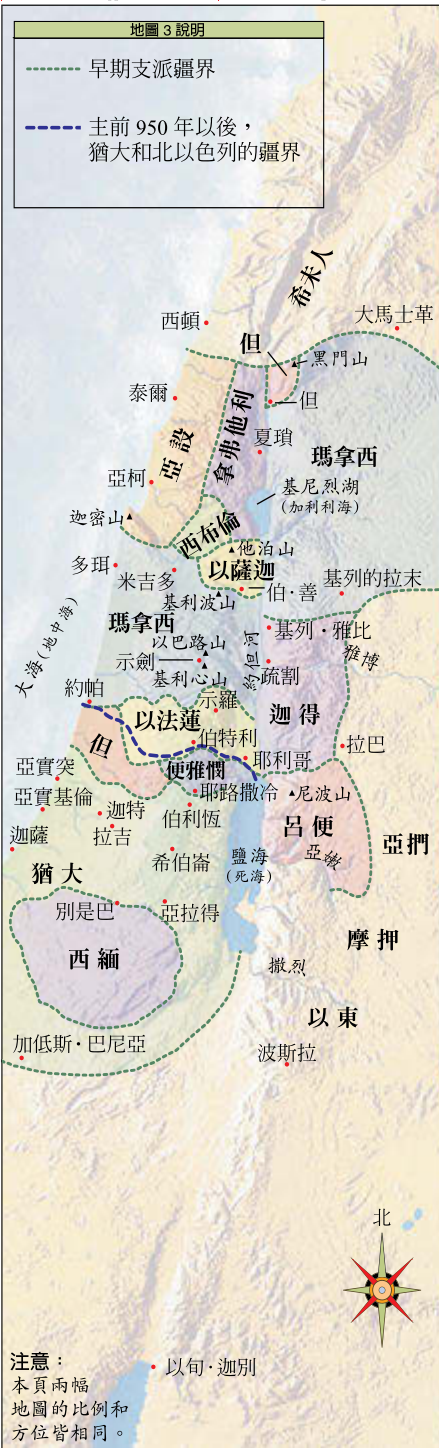 地圖 3 說明
早期支派疆界
主前 950 年以後，
猶大和北以色列的疆界
希未人
西頓
大馬士革
但
黑門山
泰爾
但
拿弗他利
亞設
夏瑣
瑪拿西
亞柯
基尼烈湖
(加利利海)
迦密山
西布倫
他泊山
多珥
米吉多
以薩迦
伯·善
基列的拉末
基利波山
瑪拿西
大海(地中海)
以巴路山
示劍
基利心山
約但河
基列·雅比
雅博
疏割
約帕
示羅
以法蓮
迦得
但
伯特利
耶利哥
拉巴
亞實突
便雅憫
耶路撒冷
尼波山
亞實基倫
迦特
伯利恆
呂便
拉吉
亞捫
迦薩
希伯崙
鹽海
(死海)
亞嫩
猶大
別是巴
亞拉得
西緬
摩押
撒烈
以東
加低斯·巴尼亞
波斯拉
北
注意：
本頁兩幅
地圖的比例和
方位皆相同。
以旬·迦別